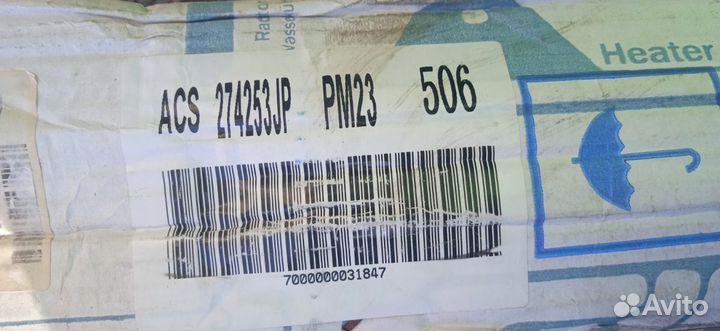 Heater
ACS 274253JP PM23 506
7000000031847
Avito